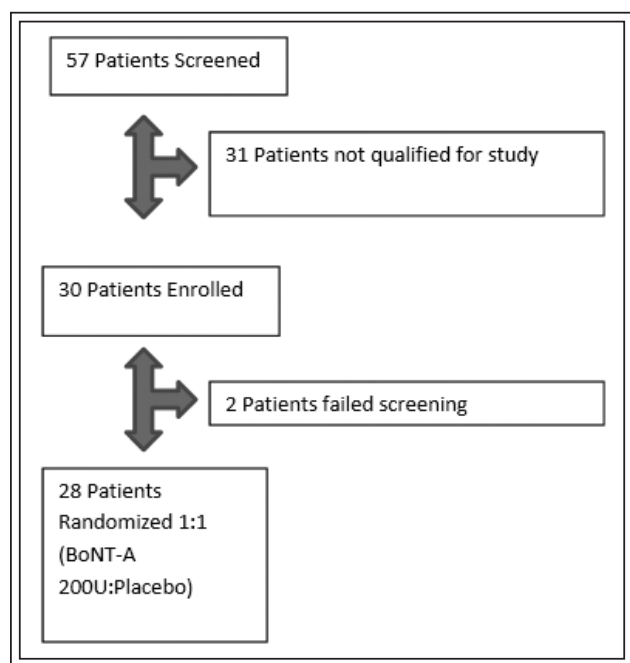 57 Patients Screened
31 Patients not qualified for study
30 Patients Enrolled
2 Patients failed screening
28 Patients
Randomized 1:1
(BoNT-A
200U:Placebo)